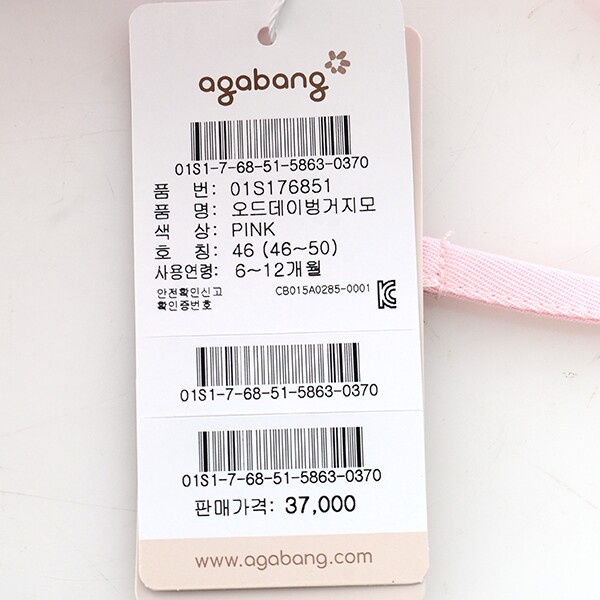 agabang
01S1-7-68-51-5863-0370
품 번: 01S176851
품 명: 오드데이벙거지모
색 상: PINK
호 칭: 46 (46~50)
사용연령: 6~12개월
안전확인신고 CB015A0285-0001
확인증번호
01S1-7-68-51-5863-0370
01S1-7-68-51-5863-0370
판매가격: 37,000
www.agabang.com